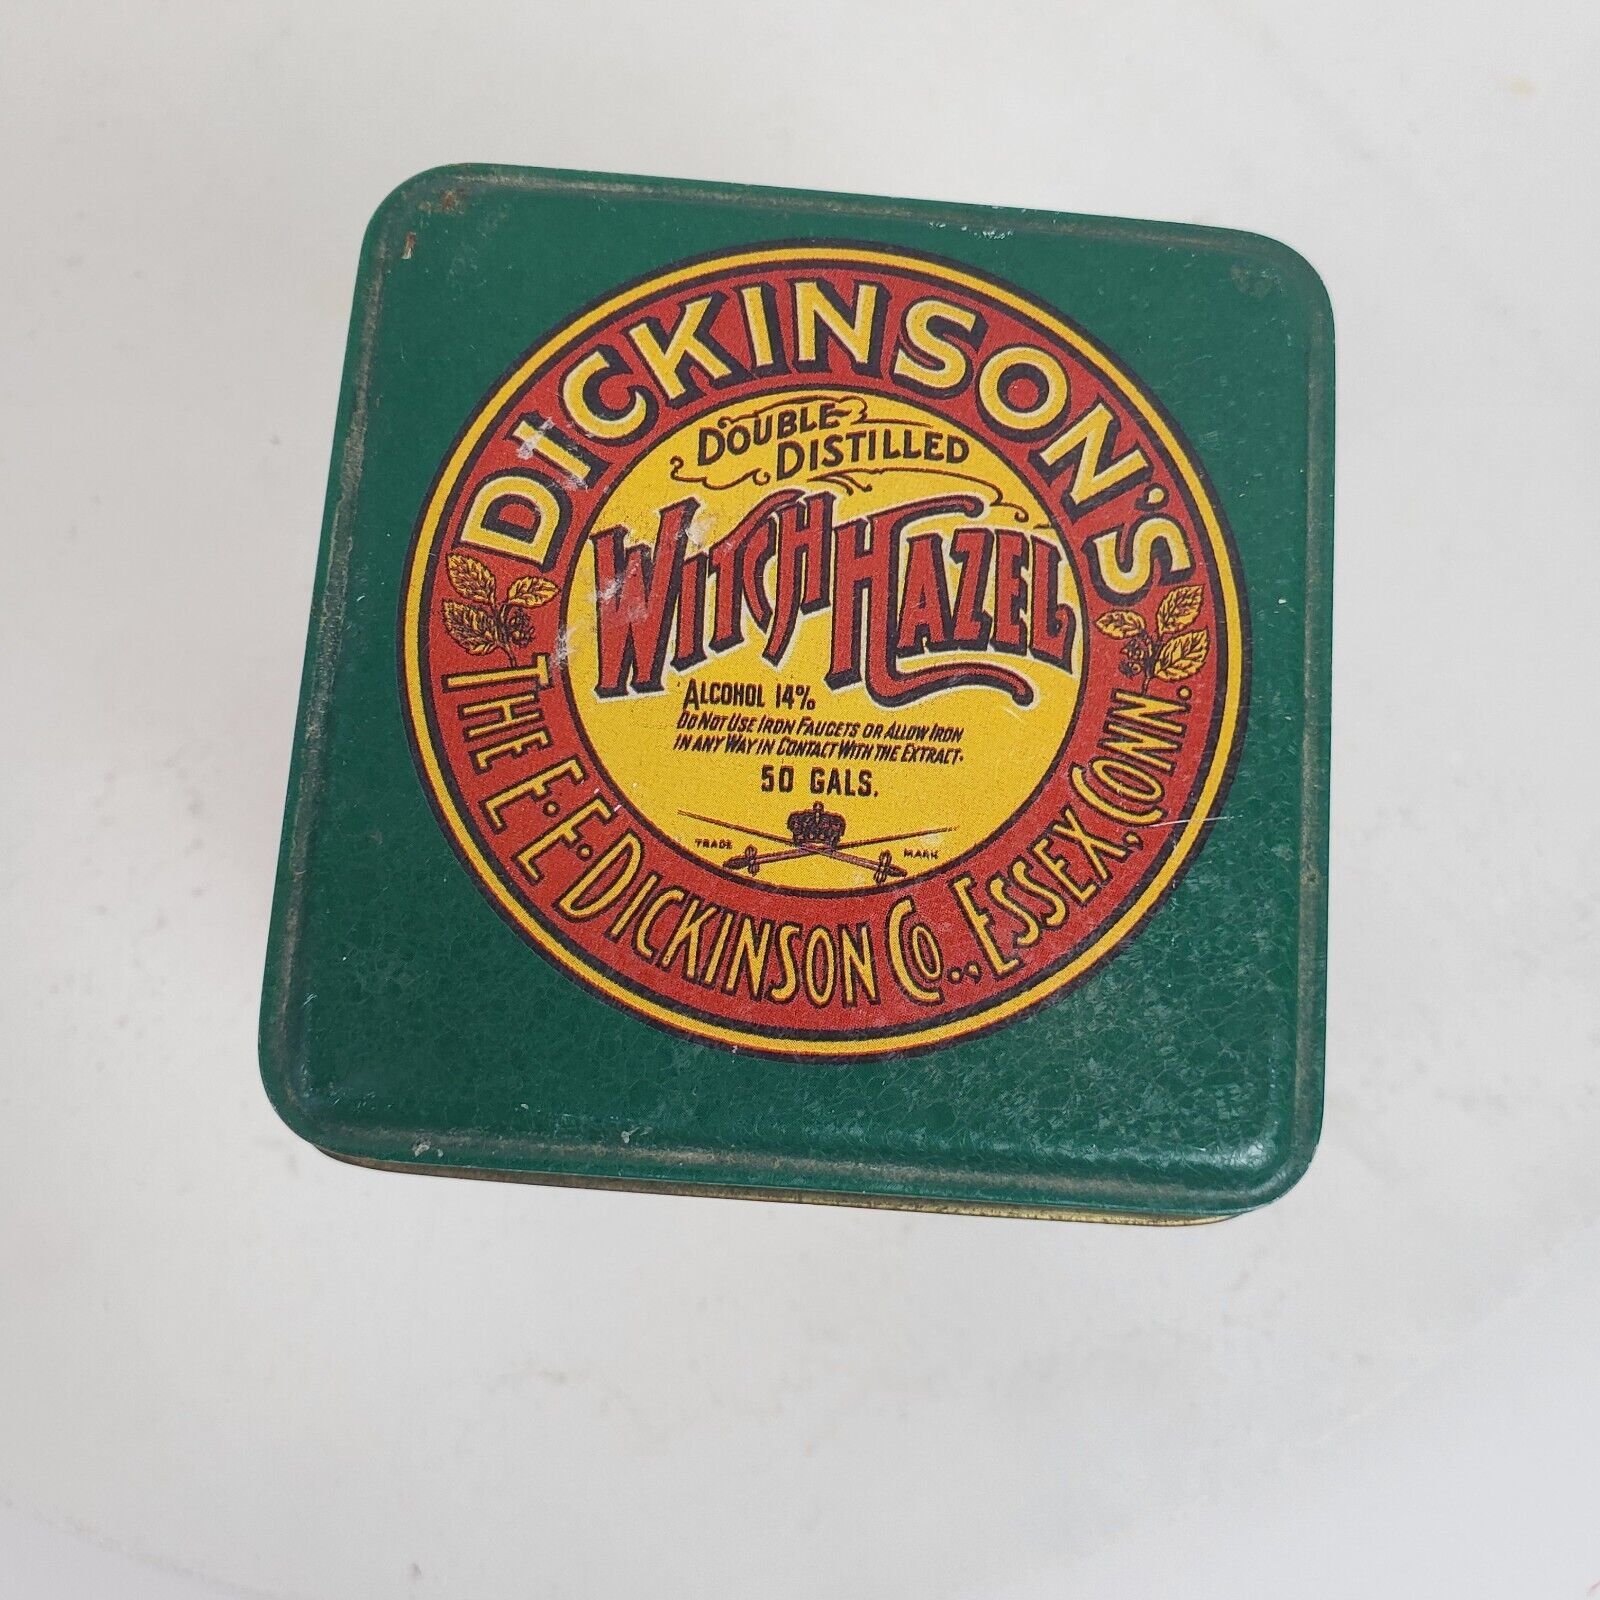 DICKINSON'S
DOUBLE
DISTILLED
WITCH HAZEL
ALCOHOL 14%
DO NOT USE IRON FAUCETS OR ALLOW IRON
IN ANY WAY IN CONTACT WITH THE EXTRACT.
50 GALS.
TRADE MARK
THE E. E. DICKINSON CO., ESSEX, CONN.